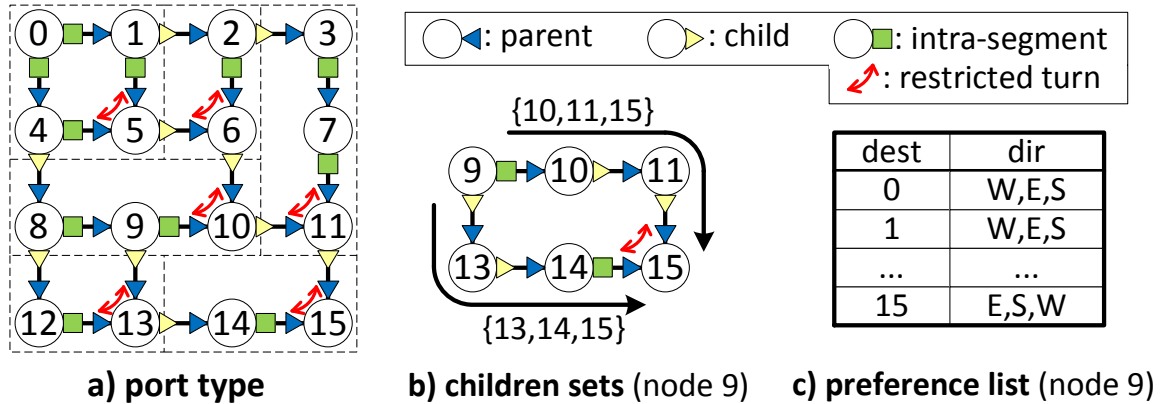 0 1 2 3
4 5 6 7
8 9 10 11
12 13 14 15
a) port type
: parent : child : intra-segment
: restricted turn
{10,11,15}
9 10 11
13 14 15
{13,14,15}
b) children sets (node 9)
dest dir
0 W,E,S
1 W,E,S
... ...
15 E,S,W
c) preference list (node 9)